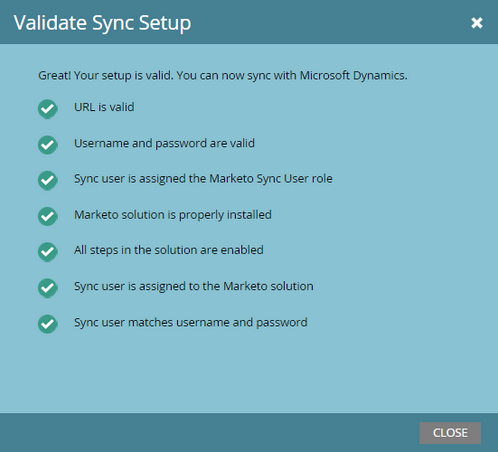 Validate Sync Setup
Great! Your setup is valid. You can now sync with Microsoft Dynamics.
URL is valid
Username and password are valid
Sync user is assigned the Marketo Sync User role
Marketo solution is properly installed
All steps in the solution are enabled
Sync user is assigned to the Marketo solution
Sync user matches username and password
CLOSE